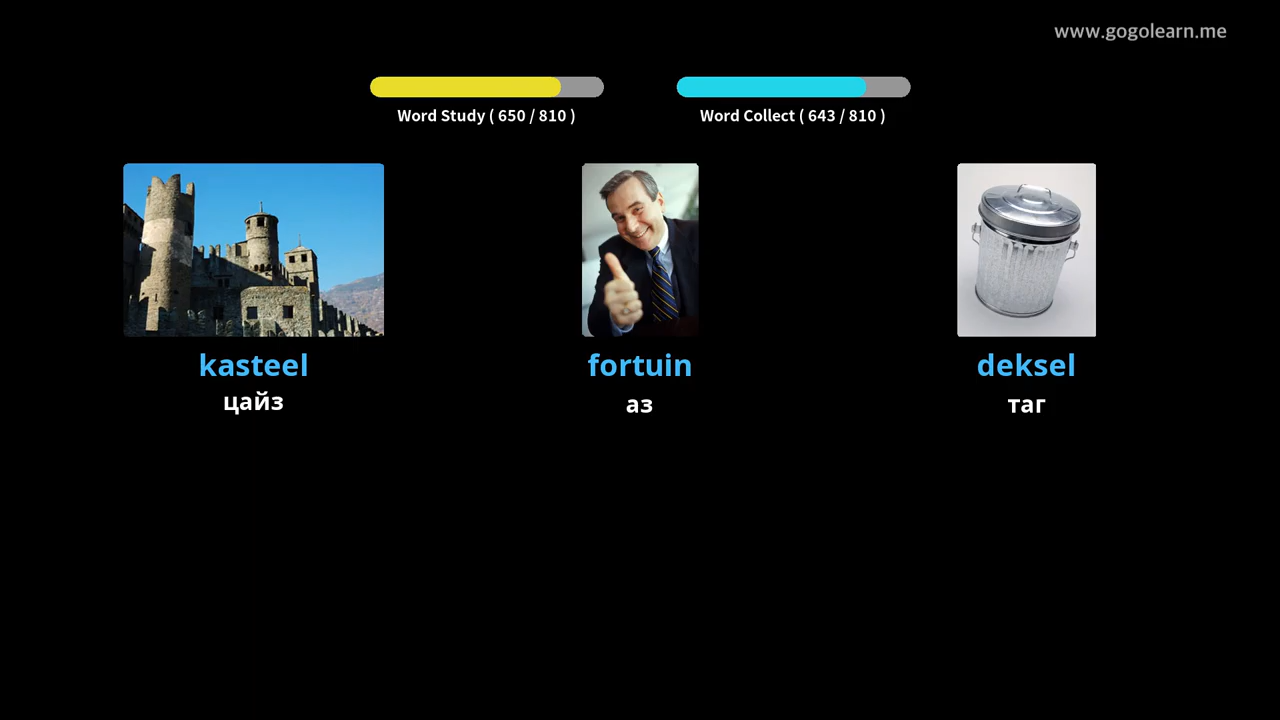 www.gogolearn.me
Word Study ( 650 / 810 )
Word Collect ( 643 / 810 )
kasteel
fortuin
deksel
цайз
аз
таг